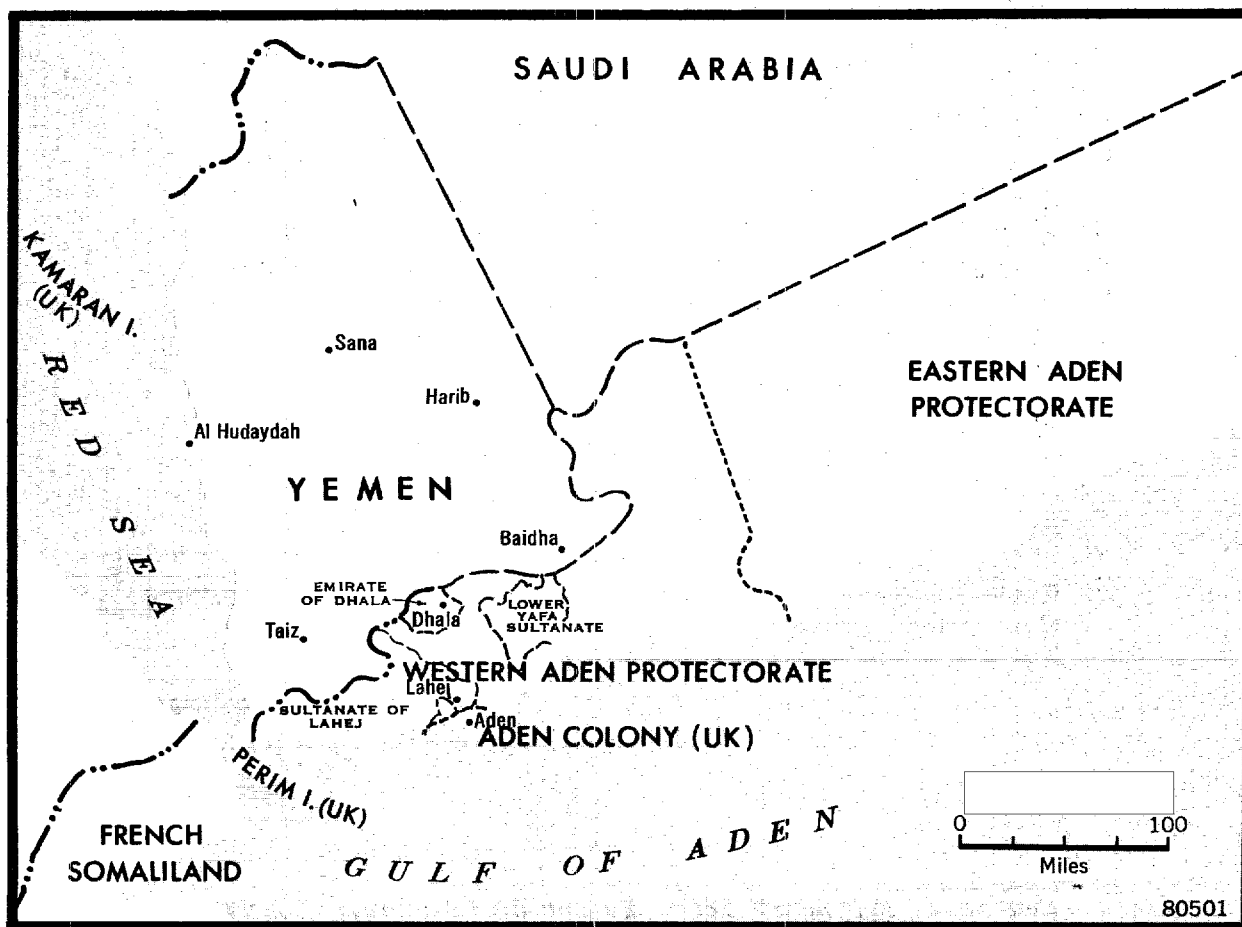 SAUDI ARABIA
KAMARAN I.
(UK)
RED SEA
Sana
Harib
EASTERN ADEN
PROTECTORATE
Al Hudaydah
YEMEN
Baidha
EMIRATE
OF DHALA
Dhala
LOWER
YAFA
SULTANATE
Taiz
WESTERN ADEN PROTECTORATE
Lahej
SULTANATE OF
LAHEJ
Aden
ADEN COLONY (UK)
PERIM I. (UK)
FRENCH
SOMALILAND
GULF OF ADEN
0 100
Miles
80501